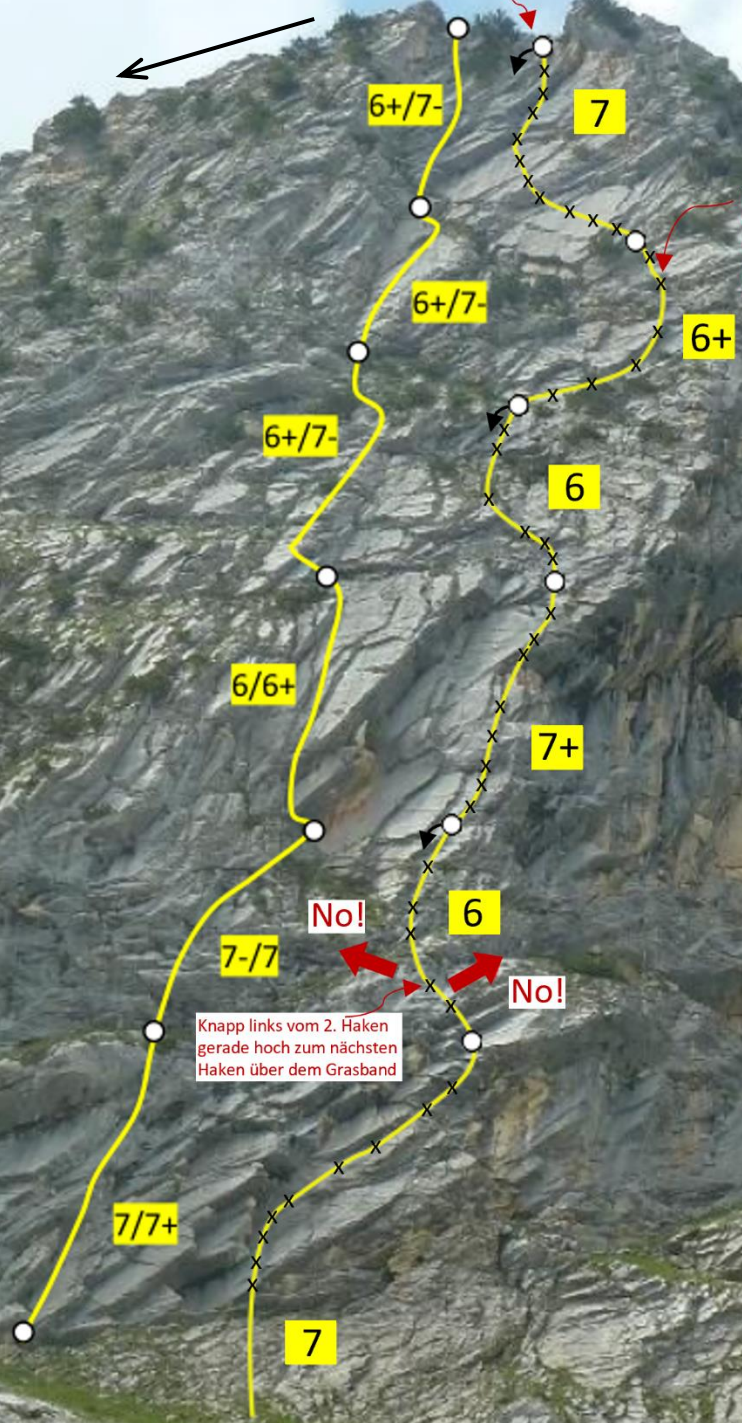 6+/7-
7
6+/7-
6+
6+/7-
6
6/6+
7+
No!
6
7-/7
No!
Knapp links vom 2. Haken
gerade hoch zum nächsten
Haken über dem Grasband
7/7+
7